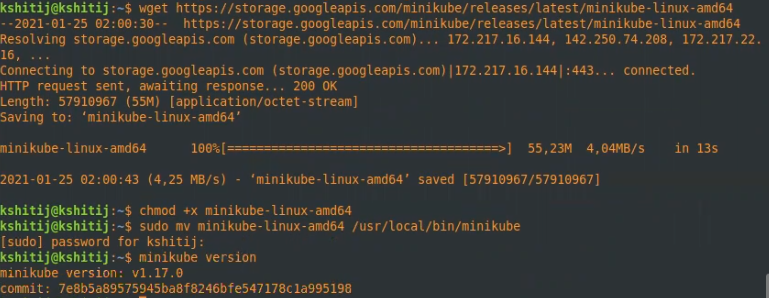 kshitij@kshitij:~$ wget https://storage.googleapis.com/minikube/releases/latest/minikube-linux-amd64
--2021-01-25 02:00:30--  https://storage.googleapis.com/minikube/releases/latest/minikube-linux-amd64
Resolving storage.googleapis.com (storage.googleapis.com)... 172.217.16.144, 142.250.74.208, 172.217.22.
16, ...
Connecting to storage.googleapis.com (storage.googleapis.com)|172.217.16.144|:443... connected.
HTTP request sent, awaiting response... 200 OK
Length: 57910967 (55M) [application/octet-stream]
Saving to: ‘minikube-linux-amd64’
minikube-linux-amd64      100%[=====================================>]  55,23M  4,04MB/s    in 13s
2021-01-25 02:00:43 (4,25 MB/s) - ‘minikube-linux-amd64’ saved [57910967/57910967]
kshitij@kshitij:~$ chmod +x minikube-linux-amd64
kshitij@kshitij:~$ sudo mv minikube-linux-amd64 /usr/local/bin/minikube
[sudo] password for kshitij:
kshitij@kshitij:~$ minikube version
minikube version: v1.17.0
commit: 7e8b5a89575945ba8f8246bfe547178c1a995198